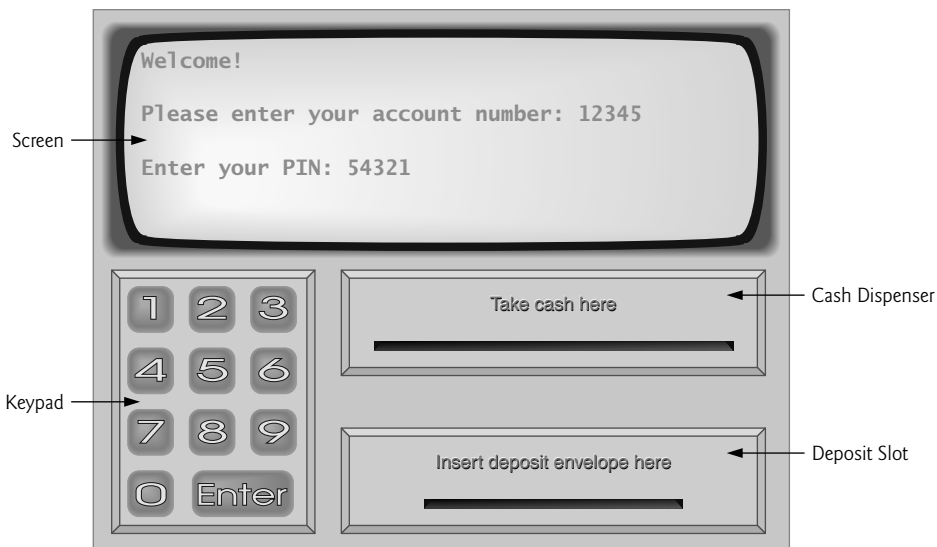 Welcome!
Please enter your account number: 12345
Enter your PIN: 54321
Screen
1 2 3
4 5 6
7 8 9
0 Enter
Keypad
Take cash here
Cash Dispenser
Insert deposit envelope here
Deposit Slot